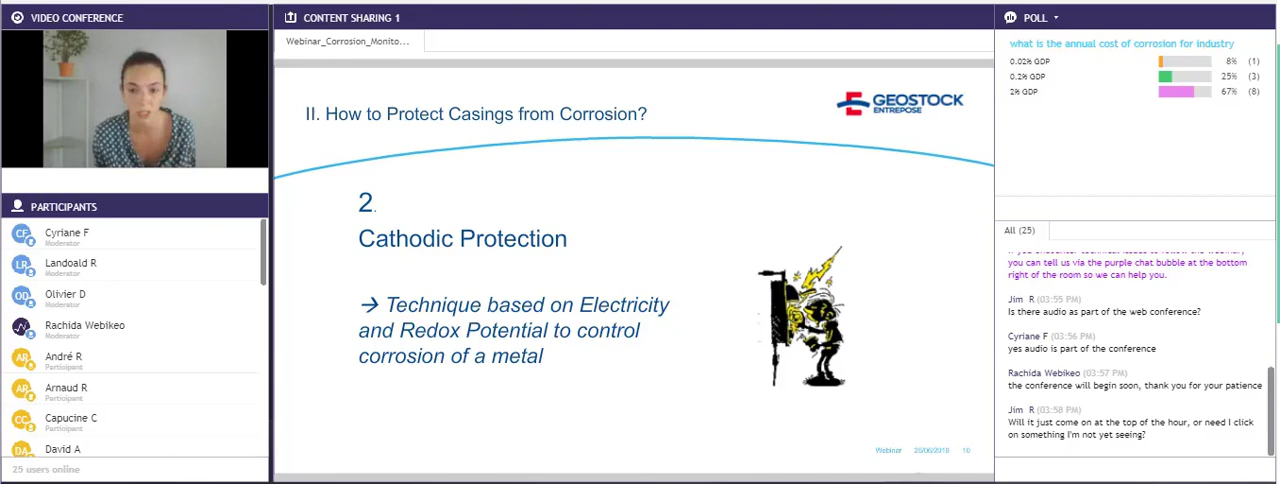 VIDEO CONFERENCE
CF
Cyriane F
Moderator
LR
Landoald R
Moderator
OD
Olivier D
Moderator
Rachida Webikeo
Moderator
AR
André R
Participant
AR
Arnaud R
Participant
CC
Capucine C
Participant
DA
David A
25 users online
PARTICIPANTS
CONTENT SHARING 1
Webinar_Corrosion_Monito...
II. How to Protect Casings from Corrosion?
GEOSTOCK
ENTREPOSE
2.
Cathodic Protection
→ Technique based on Electricity
and Redox Potential to control
corrosion of a metal
Webinar 25/06/2018 10
POLL
what is the annual cost of corrosion for industry
0.02% GDP 8% (1)
0.2% GDP 25% (3)
2% GDP 67% (8)
All (25)
you can tell us via the purple chat bubble at the bottom
right of the room so we can help you.
Jim R (03:55 PM)
Is there audio as part of the web conference?
Cyriane F (03:56 PM)
yes audio is part of the conference
Rachida Webikeo (03:57 PM)
the conference will begin soon, thank you for your patience
Jim R (03:58 PM)
Will it just come on at the top of the hour, or need I click
on something I'm not yet seeing?